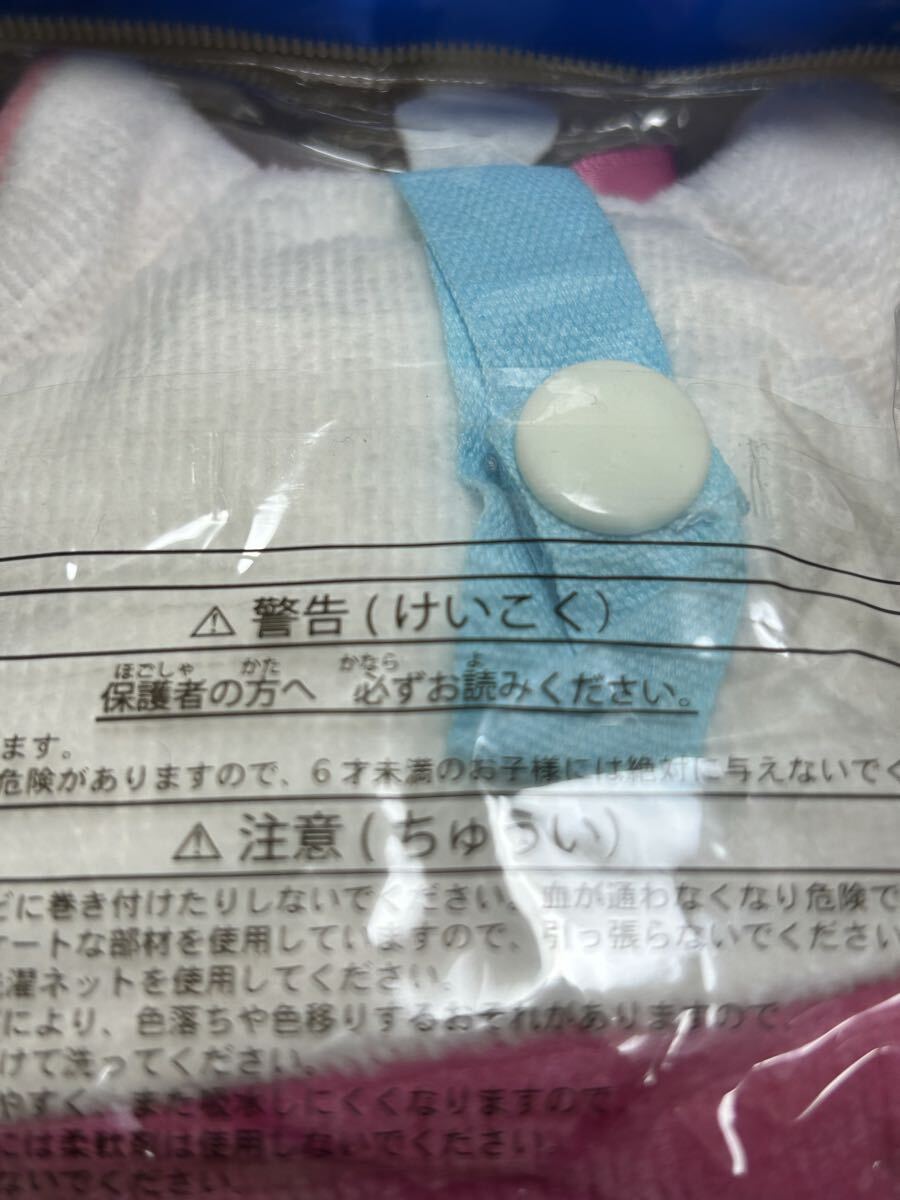 ⚠ 警告(けいこく)
ほごしゃ かた かなら よ
保護者の方へ 必ずお読みください。
ます。
危険がありますので、6才未満のお子様には絶対に与えないでく
⚠ 注意(ちゅうい)
どに巻き付けたりしないでください。血が通わなくなり危険で
ケートな部材を使用していますので、引っ張らないでください
洗濯ネットを使用してください。
により、色落ちや色移りするおそれがありますので、
けて洗ってください。
やすく、また吸水しにくくなりますので
には柔軟剤は使用しないでください。
ないでください。